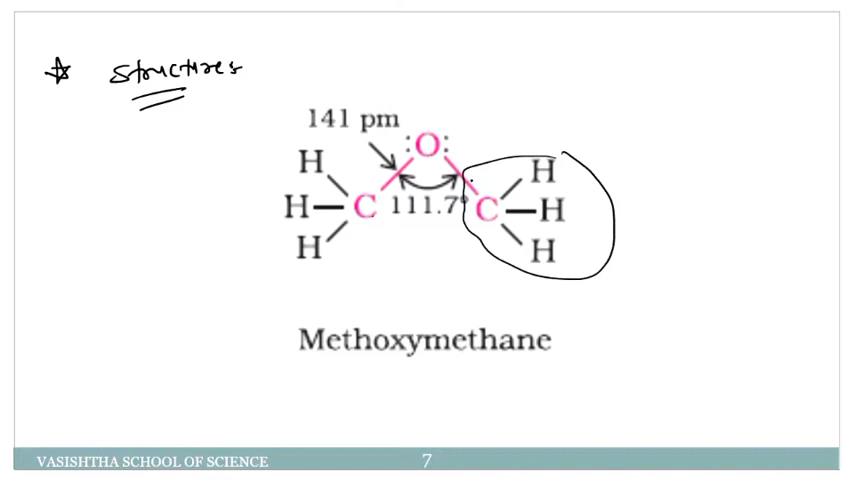 ☆ Structures
141 pm
:O:
H
H
H–C
111.7°
C–H
H
H
Methoxymethane
VASISHTHA SCHOOL OF SCIENCE
7